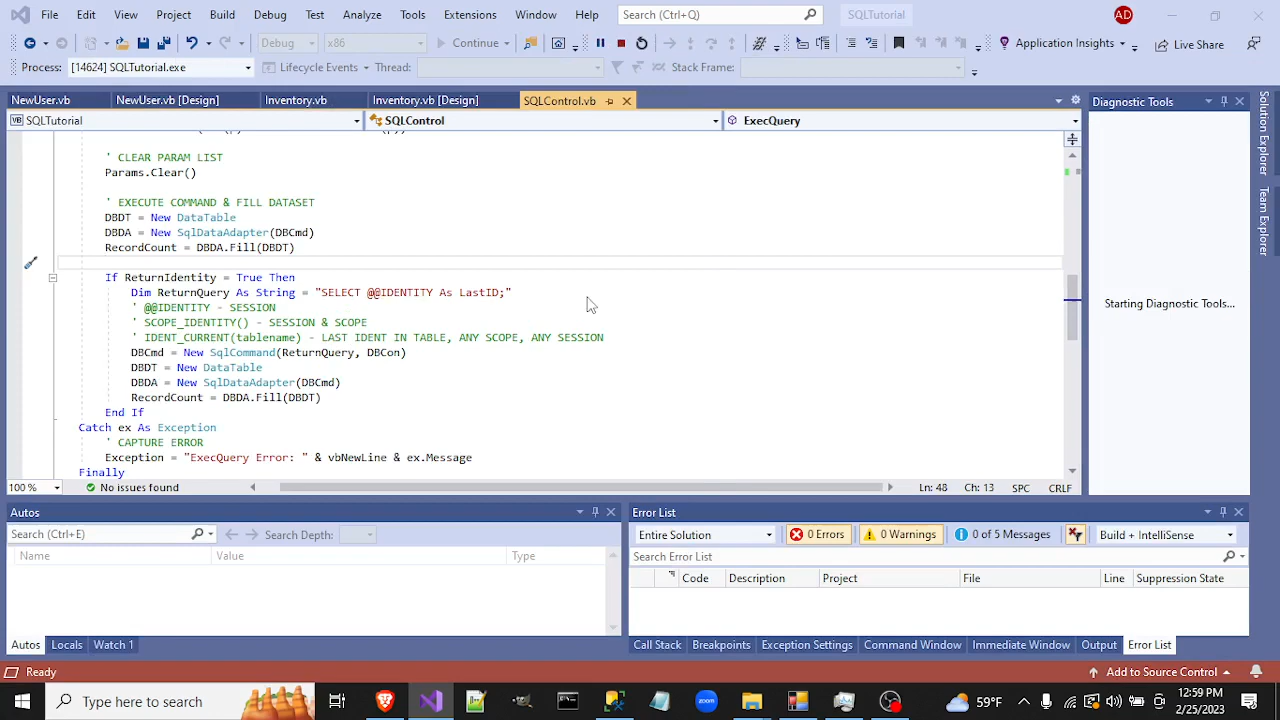 File Edit View Project Build Debug Test Analyze Tools Extensions Window Help Search (Ctrl+Q) SQLTutorial AD
Debug x86 Continue Application Insights Live Share
Process: [14624] SQLTutorial.exe Lifecycle Events Thread: Stack Frame:
NewUser.vb NewUser.vb [Design] Inventory.vb Inventory.vb [Design] SQLControl.vb
Diagnostic Tools
VB SQLTutorial SQLControl ExecQuery
' CLEAR PARAM LIST
Params.Clear()
' EXECUTE COMMAND & FILL DATASET
DBDT = New DataTable
DBDA = New SqlDataAdapter(DBCmd)
RecordCount = DBDA.Fill(DBDT)
If ReturnIdentity = True Then
Dim ReturnQuery As String = "SELECT @@IDENTITY As LastID;"
' @@IDENTITY - SESSION
' SCOPE_IDENTITY() - SESSION & SCOPE
' IDENT_CURRENT(tablename) - LAST IDENT IN TABLE, ANY SCOPE, ANY SESSION
DBCmd = New SqlCommand(ReturnQuery, DBCon)
DBDT = New DataTable
DBDA = New SqlDataAdapter(DBCmd)
RecordCount = DBDA.Fill(DBDT)
End If
Catch ex As Exception
' CAPTURE ERROR
Exception = "ExecQuery Error: " & vbNewLine & ex.Message
Finally
100 % No issues found Ln: 48 Ch: 13 SPC CRLF
Starting Diagnostic Tools...
Solution Explorer
Team Explorer
Autos
Search (Ctrl+E) Search Depth:
Name Value Type
Autos Locals Watch 1
Error List
Entire Solution 0 Errors 0 Warnings 0 of 5 Messages Build + IntelliSense
Search Error List
Code Description Project File Line Suppression State
Call Stack Breakpoints Exception Settings Command Window Immediate Window Output Error List
Ready Add to Source Control
Type here to search zoom 59°F 12:59 PM
2/25/2023